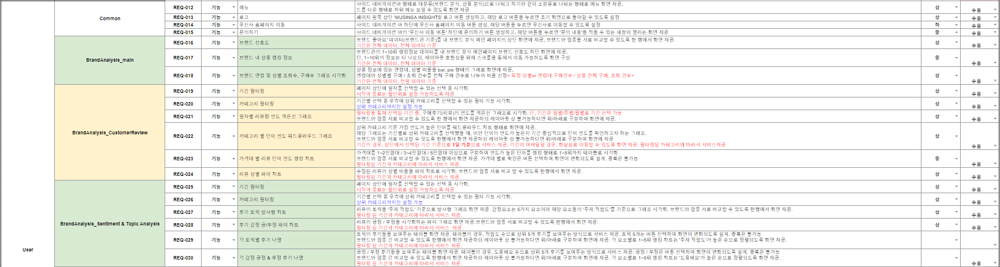 User
Common
REQ-012 기능 메뉴
사이드 네비게이션바 형태로 대분류(브랜드 분석, 상품 분석)으로 나뉘고 하기와 같이 소분류로 나뉘는 형태로 메뉴 화면 제공,
드롭 다운 형태로 하위 메뉴 보일 수 있도록 화면 제공
상 수용
REQ-013 기능 로고
페이지 왼쪽 상단 'MUSINSA INSIGHTS' 로고 버튼 생성하고, 해당 로고 버튼을 누르면 초기 화면으로 돌아갈 수 있도록 설정
상 수용
REQ-014 기능 무신사 홈페이지 이동
사이드 네비게이션 바 하단에 무신사 홈페이지 이동 버튼 생성, 해당 버튼을 누르면 무신사로 이동할 수 있도록 설정
하 수용
REQ-015 기능 문의하기
사이드 네비게이션 바의 '무신사 이동 버튼' 하단에 문의하기 버튼 생성하고, 해당 버튼을 누르면 '문의 내용'을 적을 수 있는 새창이 열리는 화면 제공
중 수용
BrandAnalysis_main
REQ-016 기능 브랜드 선호도
브랜드 좋아요' 데이터(브랜드관 기준)를 내 브랜드 분석 메인 페이지의 상단 화면에 제공, 브랜드와 업종을 서로 비교할 수 있도록 한 행에서 화면 제공.
기간은 전체 데이터, 전체 데이터 기준
상 수용
REQ-017 기능 브랜드 내 상품 랭킹 정보
브랜드관의 1~10위 랭킹정보 데이터를 내 브랜드 분석 메인페이지 브랜드 선호도 하단 화면에 제공,
단, 1~10위의 정보는 다 나오되, 레이아웃 호환성을 위해 스크롤을 통해서 이동 가능하도록 화면 구성
기간은 전체 데이터, 전체 데이터 기준
중 수용
REQ-018 기능 브랜드 연령 및 성별 조회수, 구매수 그래프 시각화
상품 정보에 있는 연령대, 성별 비율을 bar, pie 형태의 그래로 화면에 제공,
연령대와 성별별 구매 / 조회 건수를 전체 구매 건수로 나누어 비율 산정< 특정 성별or 연령대 구매건수 / 상품 전체 구매, 조회 건수>
기간은 전체 데이터, 전일 데이터 기준
상 수용
BrandAnalysis_CustomerReview
REQ-019 기능 기간 필터링
페이지 상단에 일자를 선택할 수 있는 선택 폼 시각화.
시작과 종료는 월단위로 설정 가능하도록 제공
상 수용
REQ-020 기능 카테고리 필터링
기간별 선택 폼 우측에 상위 카테고리를 선택할 수 있는 필터 기능 시각화.
상위 카테고리까지만 설정 가능
상 수용
REQ-021 기능 일자별 리뷰량 빈도 꺽은선 그래프
필터링을 통해 선택된 기간 중, 구매후기(리뷰)의 빈도를 꺽은선 그래프로 시각화. 단, 기간은 일별/주별/월별로 기간 선택 가능
브랜드와 업종 서로 비교할 수 있도록 한 행에서 화면 제공하되 레이아웃 상 불가능하다면 위/아래로 구분하여 화면에 제공.
상 수용
REQ-022 기능 카테고리 별 단어 빈도 워드클라우드 그래프
상위 카테고리 기준 가장 빈도가 높은 단어를 워드클라우드 차트 형태로 화면에 제공.
해당 그래프는 기간별로 상위 카테고리를 선택했을 때, 어떤 단어의 빈도가 높은지 기간 중심적으로 단어 빈도를 확인하고자 하는 그래프.
브랜드와 업종 서로 비교할 수 있도록 한행에서 화면 제공하되 레이아웃 상 불가능하다면 위/아래로 구분하여 화면에 제공
기간의 경우, 상단에서 선택된 기간 기준으로 1달 기준으로 서비스 제공. 기간이 여러달일 경우, 화살표로 이동할 수 있도록 화면 제공. 필터링된 카테고리에 따라서 서비스제공
상 수용
REQ-023 기능 가격대 별 리뷰 단어 빈도 랭킹 차트
가격대를 1~2만원대 / 3~4만원대 / 5만원대 이상으로 구분하여 빈도가 높은 단어를 랭킹 형태로 1~5위까지 테이블로 시각화
브랜드와 업종 서로 비교할 수 있도록 한행에서 화면 제공. 가격대 별로 확인은 버튼 선택하여 화면이 변화되도록 설계. 중복은 불가능
필터링된 기간과 카테고리에 따라서 서비스 제공.
중 수용
REQ-024 기능 리뷰 성별 파이 차트
수집된 리뷰의 성별 비율을 파이 차트로 시각화. 브랜드와 업종 서로 비교 할 수 있도록 한행에서 화면 제공.
필터링된 기간과 카테고리에 따라서 서비스 제공.
상 수용
BrandAnalysis_Sentiment & Topic Analysis
REQ-025 기능 기간 필터링
페이지 상단에 일자를 선택할 수 있는 선택 폼 시각화.
시작과 종료는 월단위로 설정 가능하도록 제공
상 수용
REQ-026 기능 카테고리 필터링
기간별 선택 폼 우측에 상위 카테고리를 선택할 수 있는 필터 기능 시각화.
상위 카테고리까지만 설정 가능
상 수용
REQ-027 기능 후기 토픽 방사형 차트
리뷰의 토픽을 '주제 적합도' 기준으로 방사형 그래프 화면 제공. 감정요소는 5가지 요소이며 해당 요소들의 '주제 적합도'를 기준으로 그래프 시각화. 브랜드와 업종 서로 비교할 수 있도록 한행에서 화면 제공.
필터링 된 기간과 카테고리에 따라서 서비스 제공.
상 수용
REQ-028 기능 후기 감정 긍/부정 파이 차트
리뷰의 긍정 / 부정을 시각화하는 파이 그래프 화면 제공.브랜드와 업종 서로 비교할 수 있도록 한행에서 화면 제공.
필터링 된 기간과 카테고리에 따라서 서비스 제공.
상 수용
REQ-029 기능 각 토픽별 후기 나열
토픽의 후기들을 보여주는 테이블 화면 제공. 테이블의 경우, 적합도 순으로 상위 5개 후기를 보여주는 방식으로 서비스 제공. 토픽 5개는 버튼 선택하여 화면이 변화되도록 설계. 중복은 불가능
브랜드와 업종 간 비교할 수 있도록 한행에서 화면 제공하되 레이아웃 상 불가능하다면 위/아래로 구분하여 화면 제공. 각 요소별로 1~5위 랭킹 차트는 '주제 적합도'가 높은 순으로 정렬되도록 화면 제공.
필터링 된 기간과 카테고리에 따라서 서비스 제공.
REQ-030 기능 각 감정 긍정 & 부정 후기 나열
긍정 / 부정 후기들을 보여주는 테이블 화면 제공. 테이블의 경우, 도움돼요 순으로 상위 5개 후기를 보여주는 방식으로 서비스 제공. 긍정 / 부정은 버튼 선택하여 화면이 변화되도록 설계. 중복은 불가능
브랜드와 업종 간 비교할 수 있도록 한행에서 화면 제공하되 레이아웃 상 불가능하다면 위/아래로 구분하여 화면 제공. 각 요소별로 1~5위 랭킹 차트는 '도움돼요'가 높은 순으로 정렬되도록 화면 제공.
필터링 된 기간과 카테고리에 따라서 서비스 제공.
수용